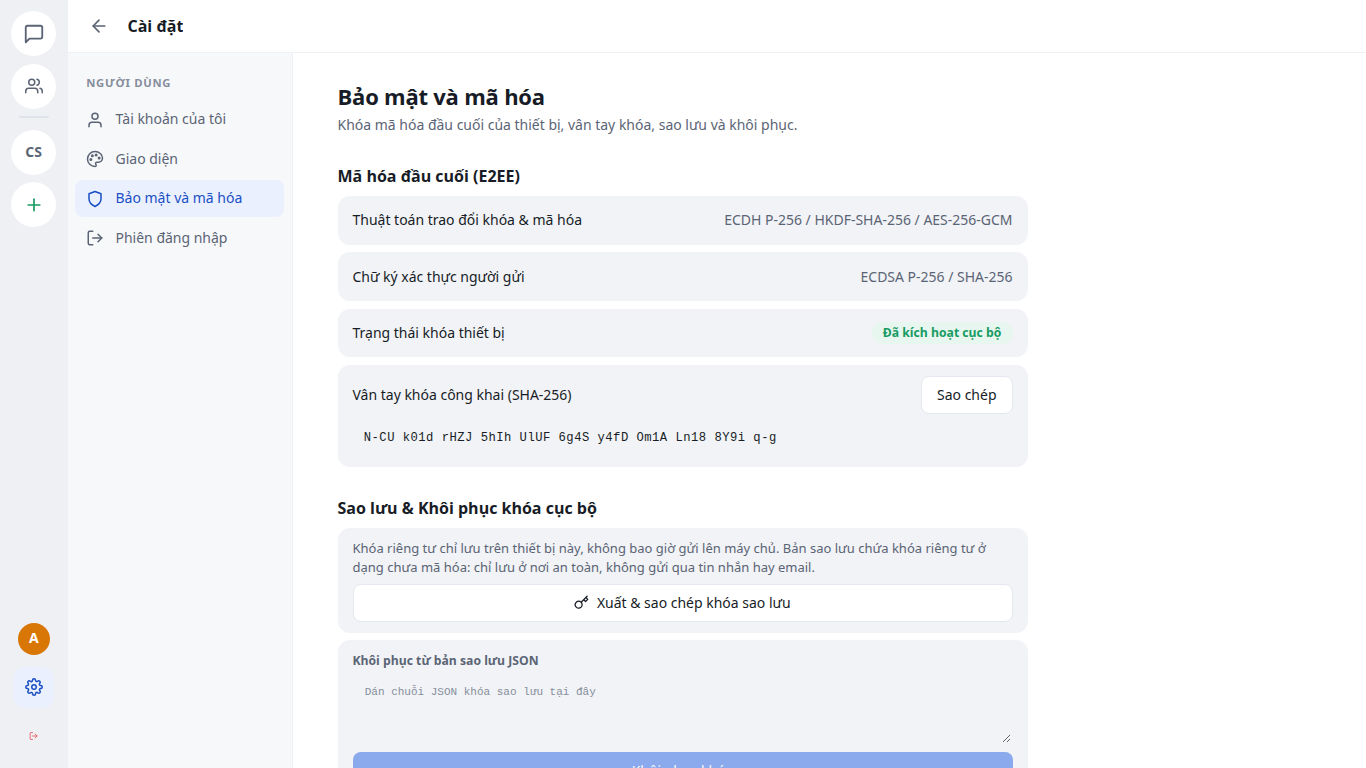 Cài đặt
CS
NGƯỜI DÙNG
Tài khoản của tôi
Giao diện
Bảo mật và mã hóa
Phiên đăng nhập
A
Bảo mật và mã hóa
Khóa mã hóa đầu cuối của thiết bị, vân tay khóa, sao lưu và khôi phục.
Mã hóa đầu cuối (E2EE)
Thuật toán trao đổi khóa & mã hóa ECDH P-256 / HKDF-SHA-256 / AES-256-GCM
Chữ ký xác thực người gửi ECDSA P-256 / SHA-256
Trạng thái khóa thiết bị Đã kích hoạt cục bộ
Vân tay khóa công khai (SHA-256) Sao chép
N-CU k01d rHZJ 5hIh UlUF 6g4S y4fD Om1A Ln18 8Y9i q-g
Sao lưu & Khôi phục khóa cục bộ
Khóa riêng tư chỉ lưu trên thiết bị này, không bao giờ gửi lên máy chủ. Bản sao lưu chứa khóa riêng tư ở
dạng chưa mã hóa: chỉ lưu ở nơi an toàn, không gửi qua tin nhắn hay email.
Xuất & sao chép khóa sao lưu
Khôi phục từ bản sao lưu JSON
Dán chuỗi JSON khóa sao lưu tại đây